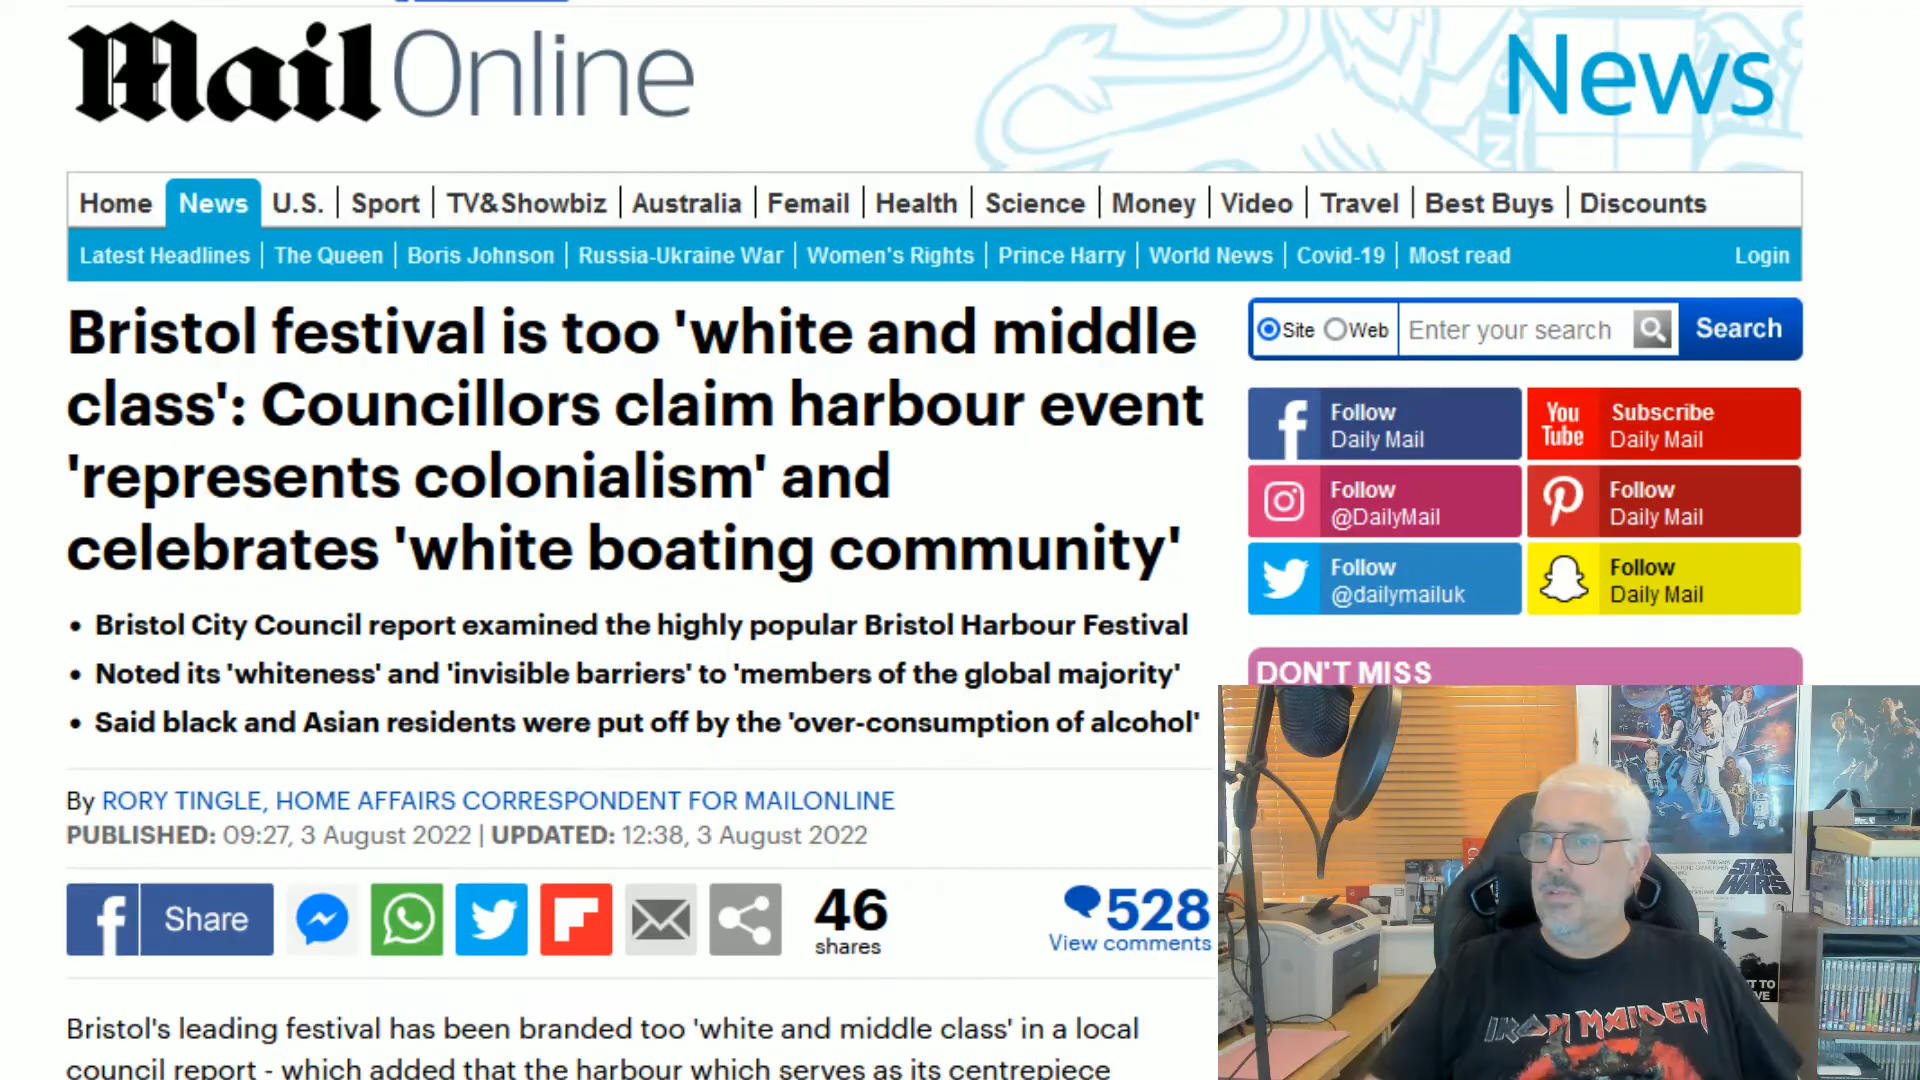 Mail Online
News
Home News U.S. Sport TV&Showbiz Australia Femail Health Science Money Video Travel Best Buys Discounts
Latest Headlines The Queen Boris Johnson Russia-Ukraine War Women's Rights Prince Harry World News Covid-19 Most read Login
Bristol festival is too 'white and middle
class': Councillors claim harbour event
'represents colonialism' and
celebrates 'white boating community'
• Bristol City Council report examined the highly popular Bristol Harbour Festival
• Noted its 'whiteness' and 'invisible barriers' to 'members of the global majority'
• Said black and Asian residents were put off by the 'over-consumption of alcohol'
By RORY TINGLE, HOME AFFAIRS CORRESPONDENT FOR MAILONLINE
PUBLISHED: 09:27, 3 August 2022 | UPDATED: 12:38, 3 August 2022
Share
46
shares
528
View comments
Bristol's leading festival has been branded too 'white and middle class' in a local
council report - which added that the harbour which serves as its centrepiece
Site Web Enter your search Search
Follow
Daily Mail
You
Tube
Subscribe
Daily Mail
Follow
@DailyMail
Follow
Daily Mail
Follow
@dailymailuk
Follow
Daily Mail
DON'T MISS
STAR
WARS
IRON MAIDEN